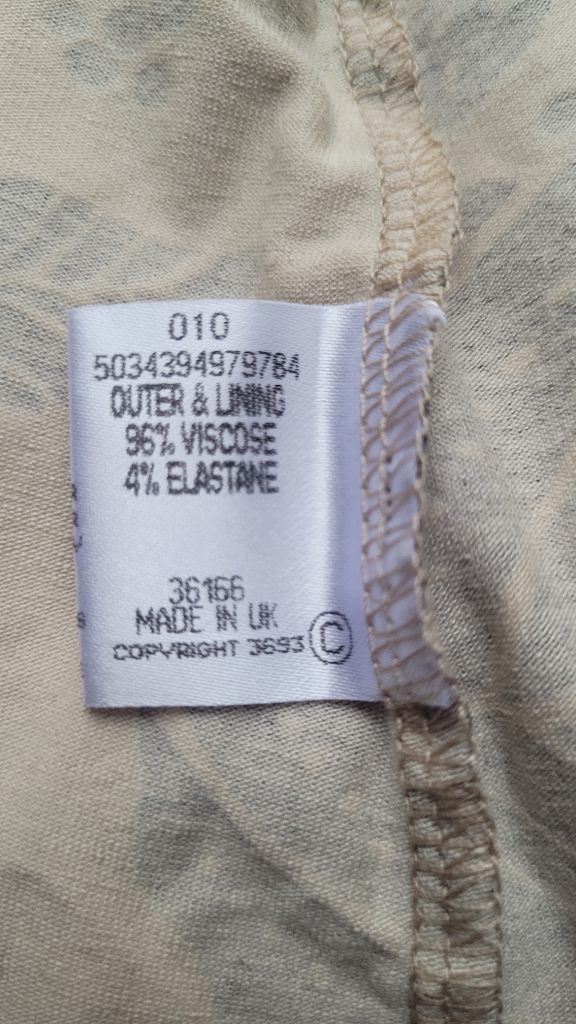 010
5034394979784
OUTER & LINING
96% VISCOSE
4% ELASTANE
36166
MADE IN UK
COPYRIGHT 3693 ©